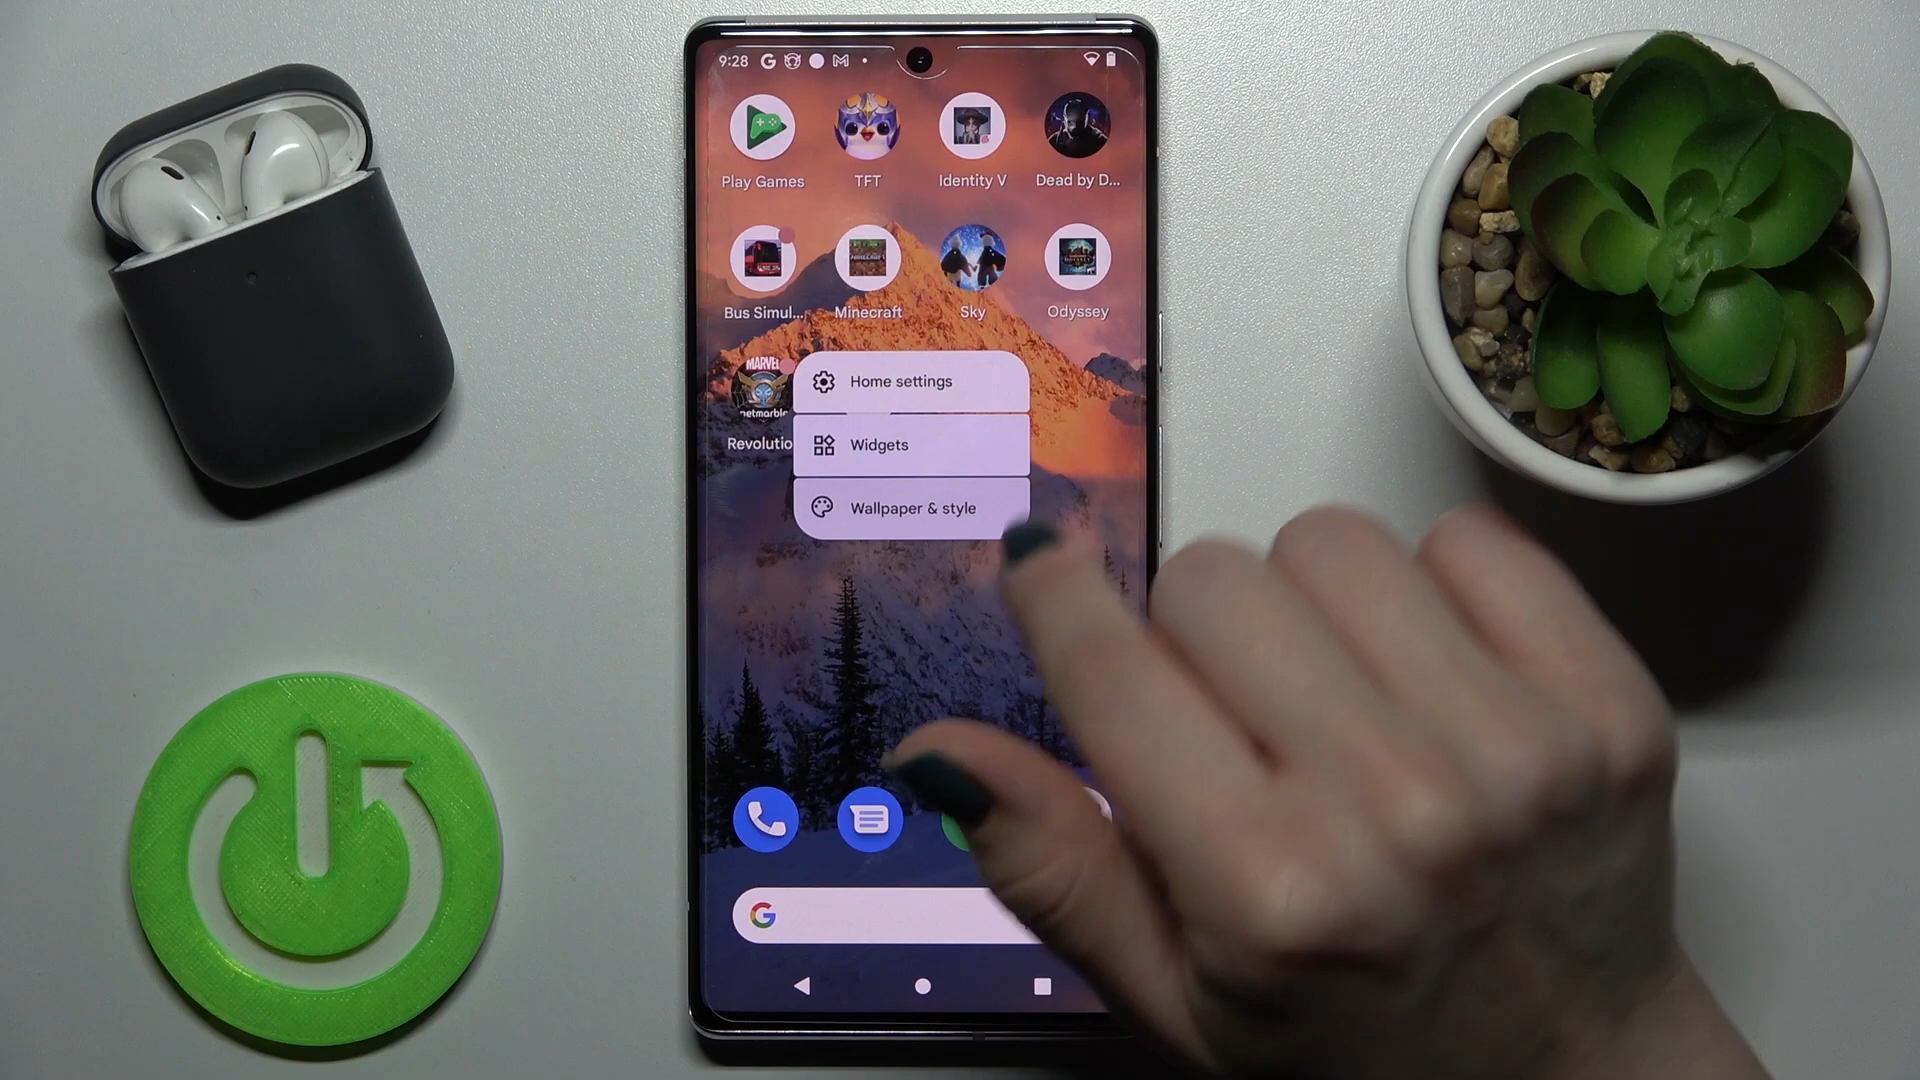 9:28
Play Games TFT Identity V Dead by D...
MINECRAFT
Bus Simul... Minecraft Sky Odyssey
MARVEL
netmarble
Revolutio
Home settings
Widgets
Wallpaper & style